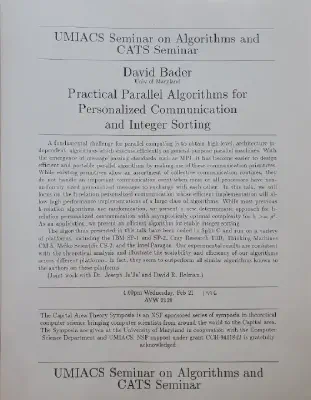 UMIACS Seminar on Algorithms and
CATS Seminar
David Bader
Univ of Maryland
Practical Parallel Algorithms for
Personalized Communication
and Integer Sorting
A fundamental challenge for parallel computing is to obtain high-level, architecture in-
dependent, algorithms which execute efficiently on general-purpose parallel machines. With
the emergence of message passing standards such as MPI, it has become easier to design
efficient and portable parallel algorithms by making use of these communication primitives.
While existing primitives allow an assortment of collective communication routines, they
do not handle an important communication event when most or all processors have non-
uniformly sized personalized messages to exchange with each other. In this talk, we will
focus on the h-relation personalized communication whose efficient implementation will al-
low high performance implementations of a large class of algorithms. While most previous
h-relation algorithms use randomization, we present a new deterministic approach for h-
relation personalized communication with asymptotically optimal complexity for
As an application, we present an efficient algorithm for stable integer sorting.
The algorithms presented in this talk have been coded in Split-C and run on a variety
of platforms, including the IBM SP-1 and SP-2, Cray Research T3D, Thinking Machines
CM-5, Meiko Scientific CS-2, and the Intel Paragon. Our experimental results are consistent
with the theoretical analysis and illustrate the scalability and efficiency of our algorithms
across different platforms. In fact, they seem to outperform all similar algorithms known to
the authors on these platforms.
(Joint work with Dr. Joseph and David R. Helman.)
Wednesday, Feb 21
AVW
The Capital Area Theory Symposia is an NSF sponsored series of symposia in theoretical
computer science bringing computer scientists from around the world to the Capital area.
The Symposia are given at the University of Maryland in cooperation with the Computer
Science Department and UMIACS. NSF support under grant is gratefully
acknowledged.
UMIACS Seminar on Algorithms and
CATS Seminar